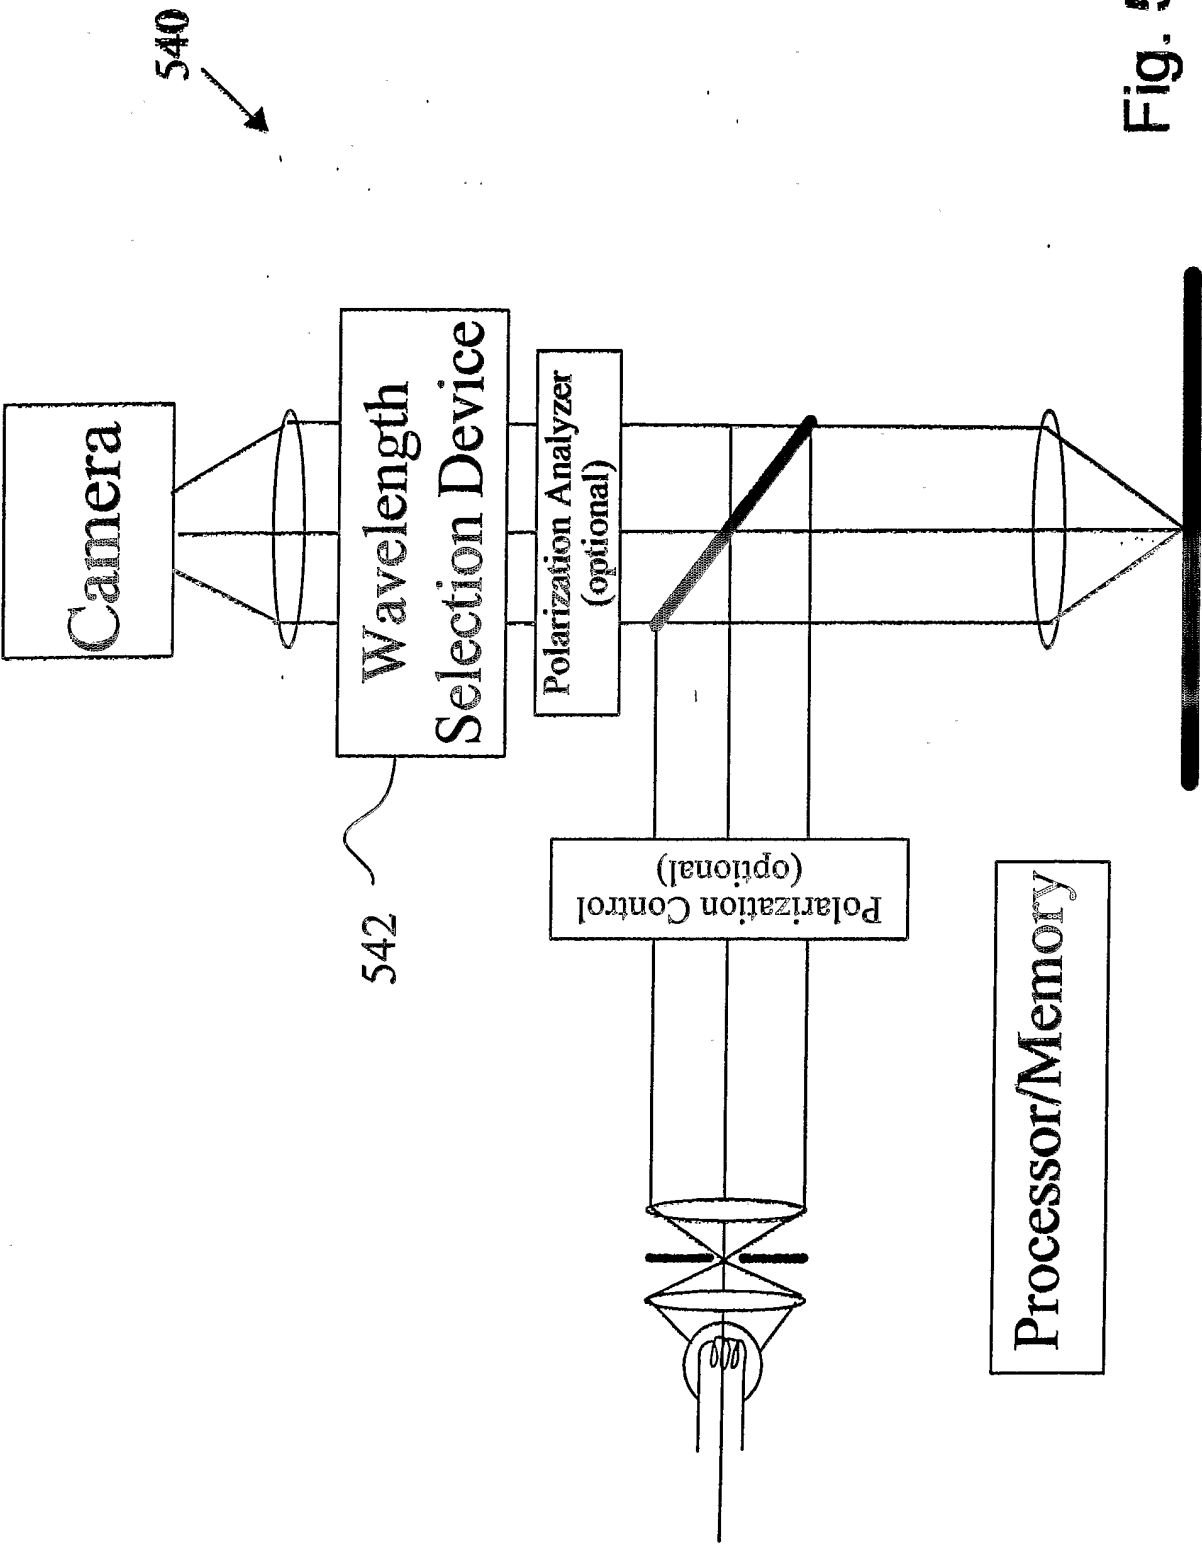 540
Camera
Wavelength
Selection Device
542
Polarization Analyzer
(optional)
Polarization Control
(optional)
Processor/Memory
Fig.